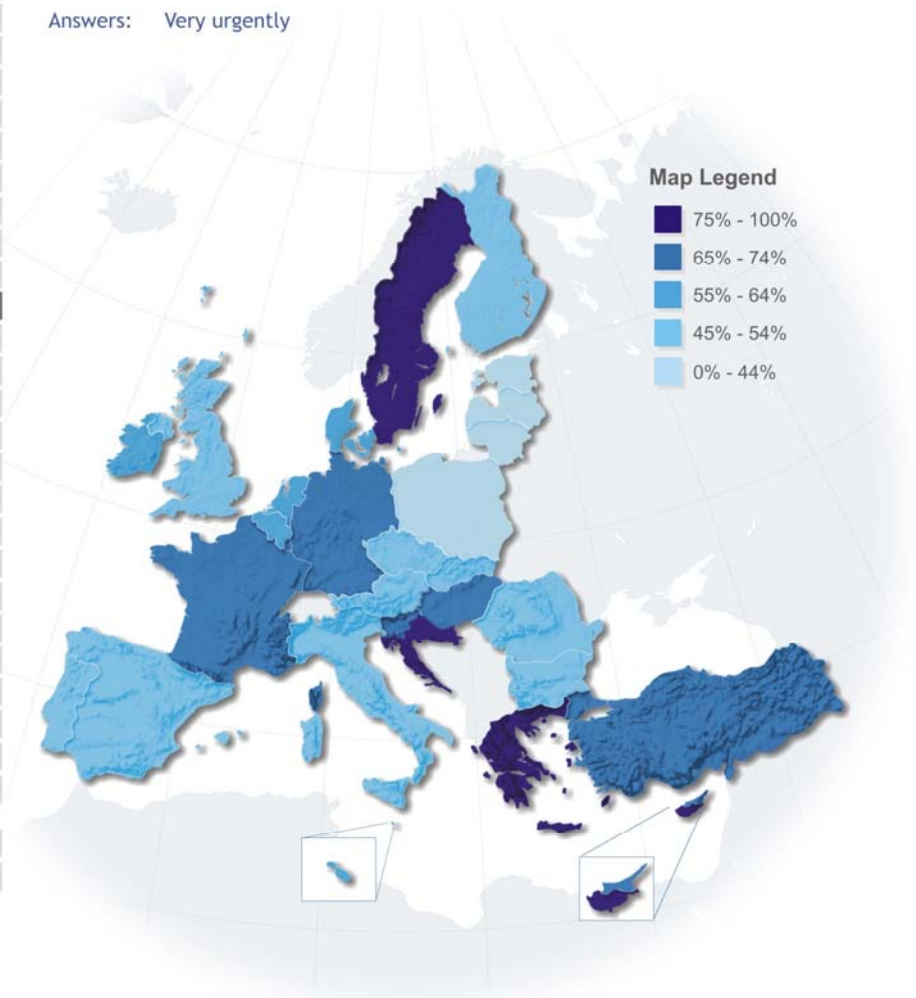 Answers: Very urgently
Map Legend
75% - 100%
65% - 74%
55% - 64%
45% - 54%
0% - 44%